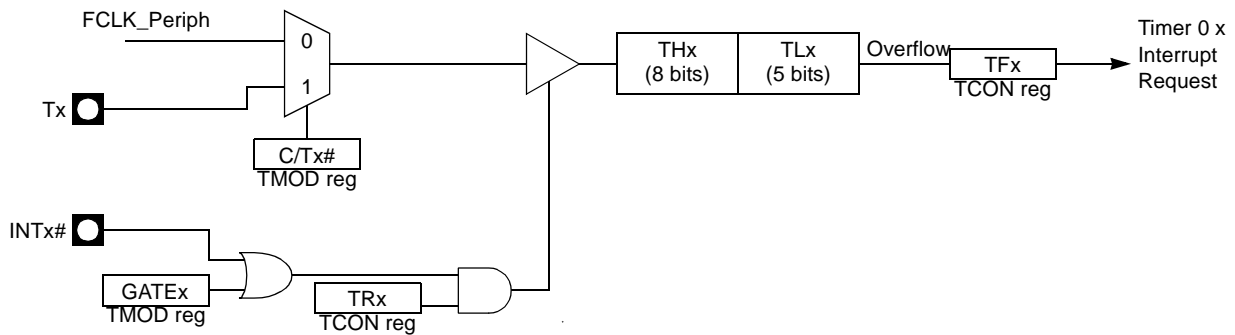 FCLK_Periph
0
1
Tx
C/Tx#
TMOD reg
THx
(8 bits)
TLx
(5 bits)
Overflow
TFx
TCON reg
Timer 0 x
Interrupt
Request
INTx#
GATEx
TMOD reg
TRx
TCON reg